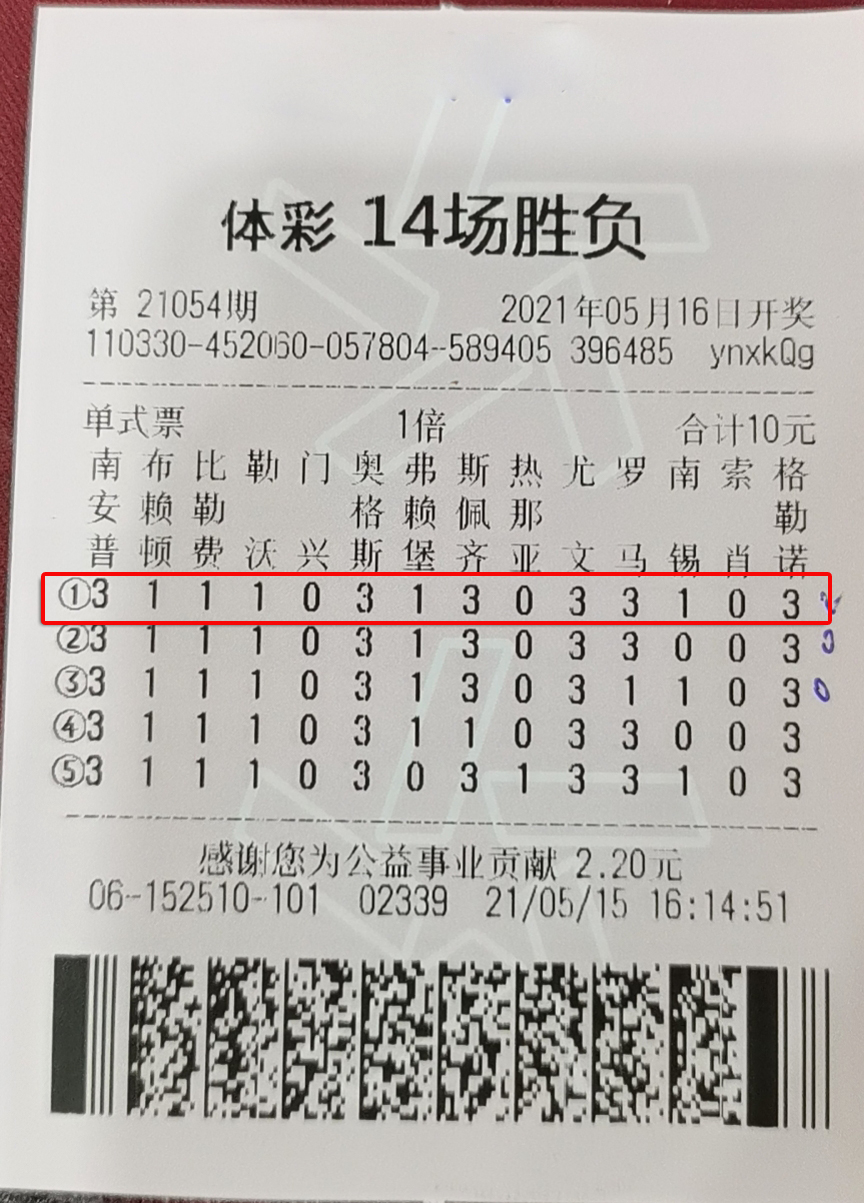 体彩 14场胜负
第 21054期 2021年05月16日开奖
110330-452060-057804-589405 396485 ynxkQg
单式票 1倍 合计10元
南 布 比 勒 门 奥 弗 斯 热 尤 罗 南 索 格
安 赖 勒 格 赖 佩 那 勒
普 顿 费 沃 兴 斯 堡 齐 亚 文 马 锡 肖 诺
①3 1 1 1 0 3 1 3 0 3 3 1 0 3
②3 1 1 1 0 3 1 3 0 3 3 0 0 3
③3 1 1 1 0 3 1 3 0 3 1 1 0 3
④3 1 1 1 0 3 1 1 0 3 3 0 0 3
⑤3 1 1 1 0 3 0 3 1 3 3 1 0 3
感谢您为公益事业贡献 2.20元
06-152510-101 02339 21/05/15 16:14:51